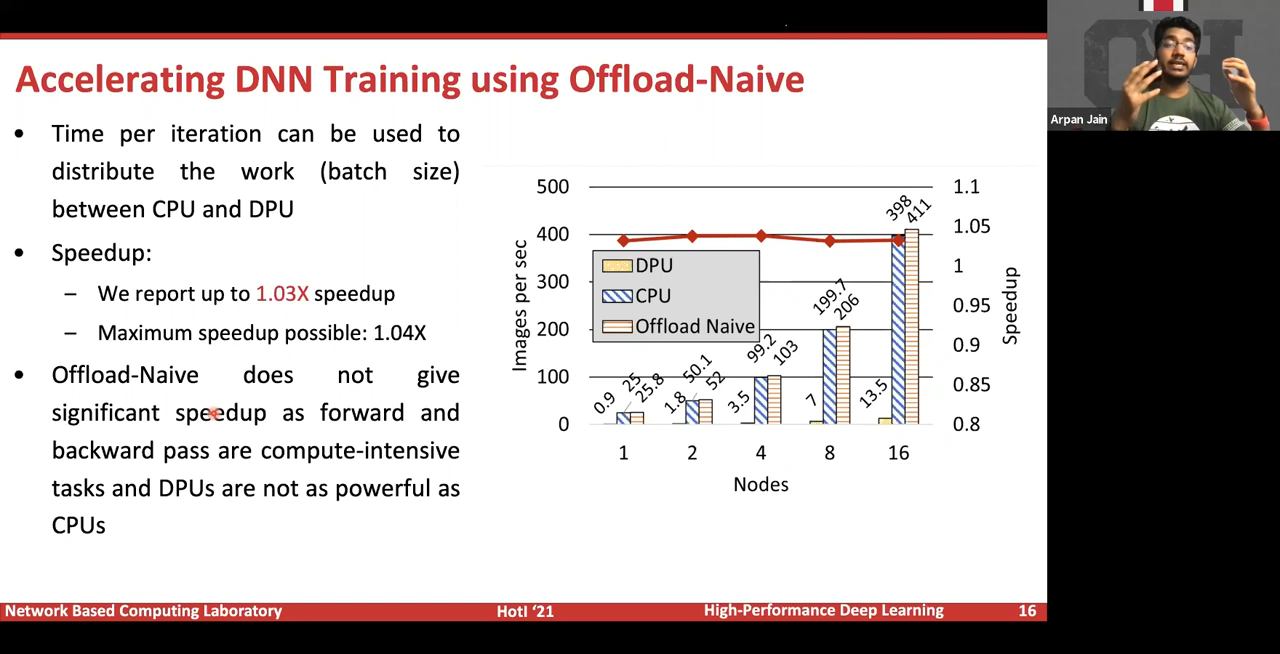 Accelerating DNN Training using Offload-Naive
• Time per iteration can be used to
distribute the work (batch size)
between CPU and DPU
• Speedup:
– We report up to 1.03X speedup
– Maximum speedup possible: 1.04X
• Offload-Naive does not give
significant speedup as forward and
backward pass are compute-intensive
tasks and DPUs are not as powerful as
CPUs
Images per sec
500
400
300
200
100
0
DPU
CPU
Offload Naive
0.9
25
25.8
1.8
50.1
52
3.5
99.2
103
7
199.7
206
13.5
398
411
1
2
4
8
16
Nodes
1.1
1.05
1
0.95
0.9
0.85
0.8
Speedup
Arpan Jain
Network Based Computing Laboratory
HotI ‘21
High-Performance Deep Learning
16